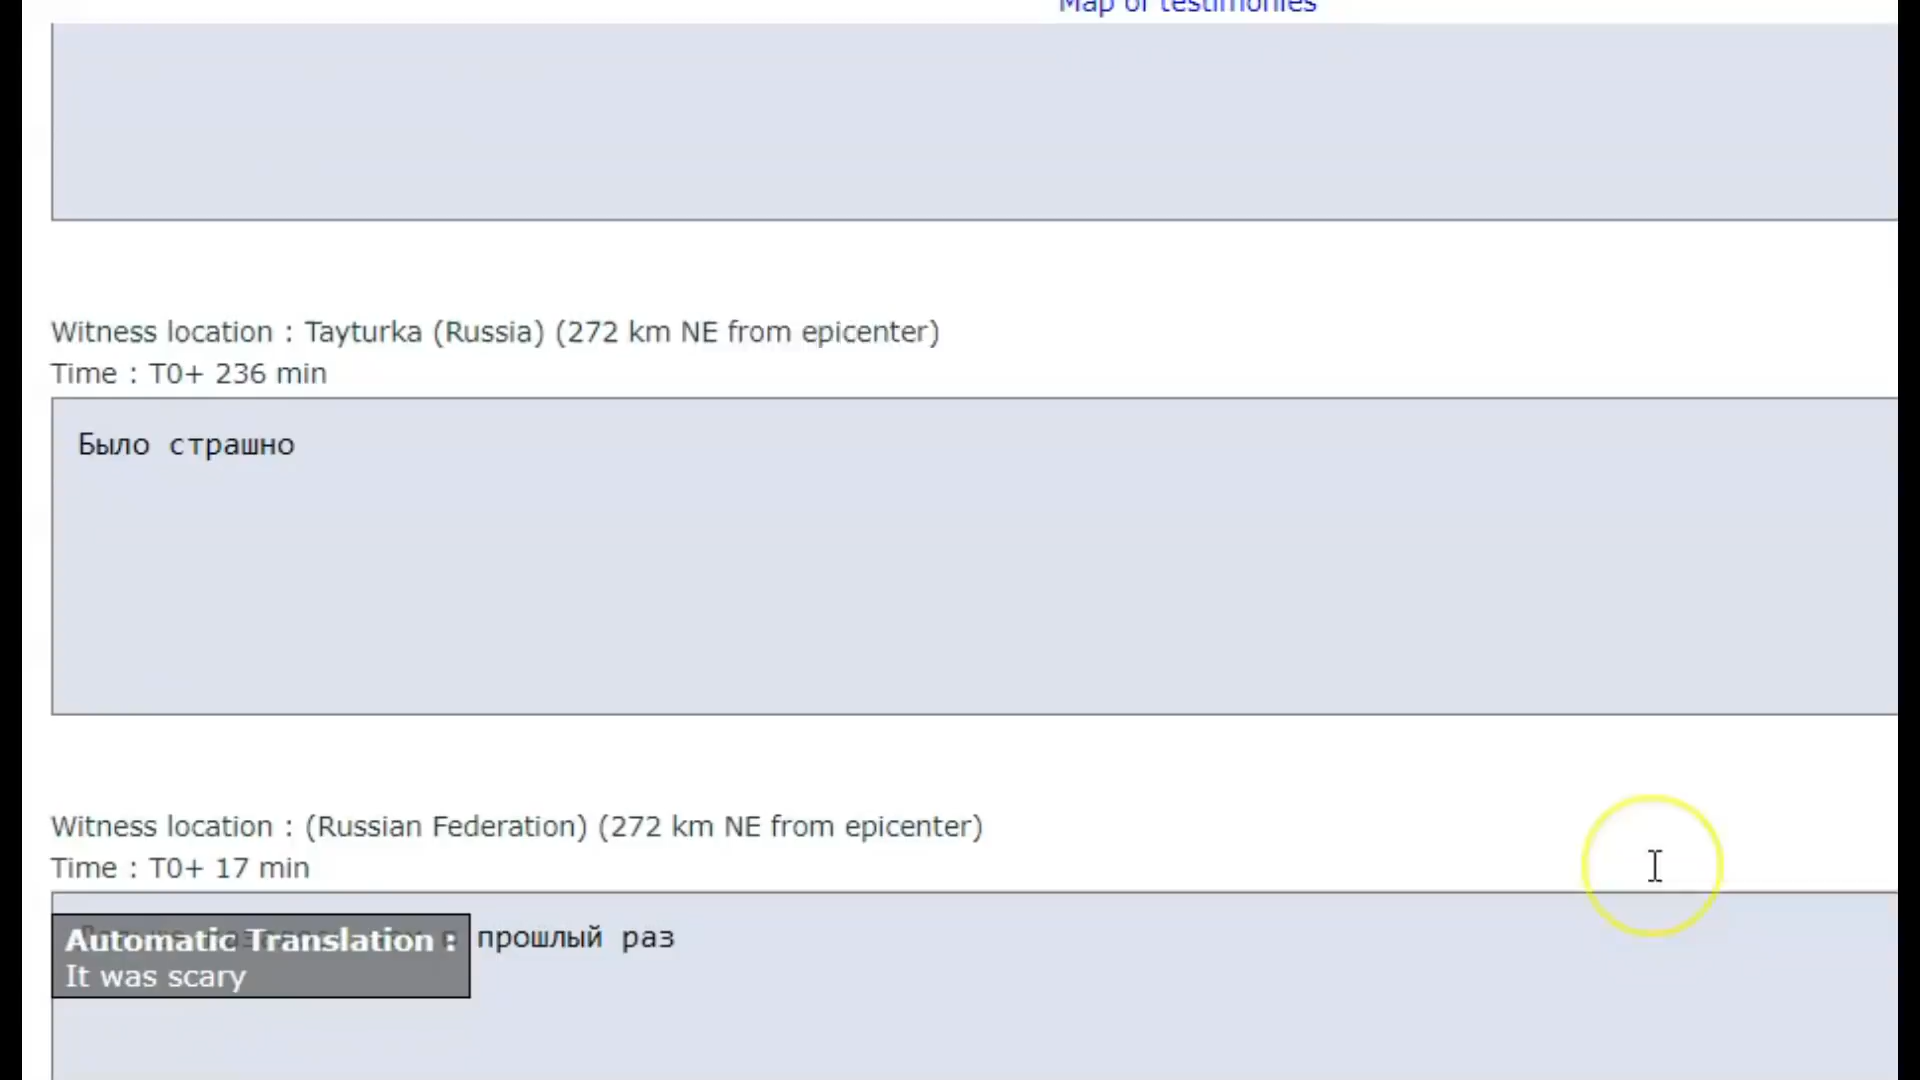 Map of testimonies
Witness location : Tayturka (Russia) (272 km NE from epicenter)
Time : T0+ 236 min
Было страшно
Witness location : (Russian Federation) (272 km NE from epicenter)
Time : T0+ 17 min
прошлый раз
Automatic Translation :
It was scary